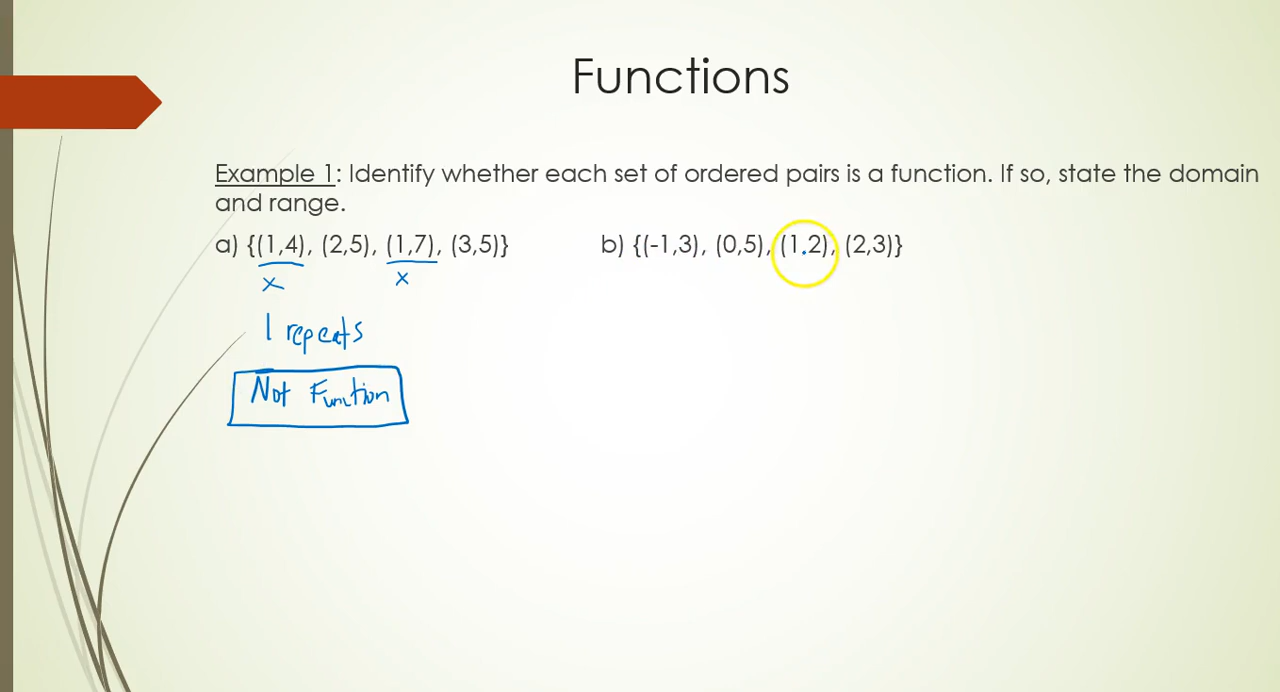 Functions
Example 1: Identify whether each set of ordered pairs is a function. If so, state the domain
and range.
a) {(1,4), (2,5), (1,7), (3,5)} b) {(-1,3), (0,5), (1,2), (2,3)}
x x
1 repeats
Not Function